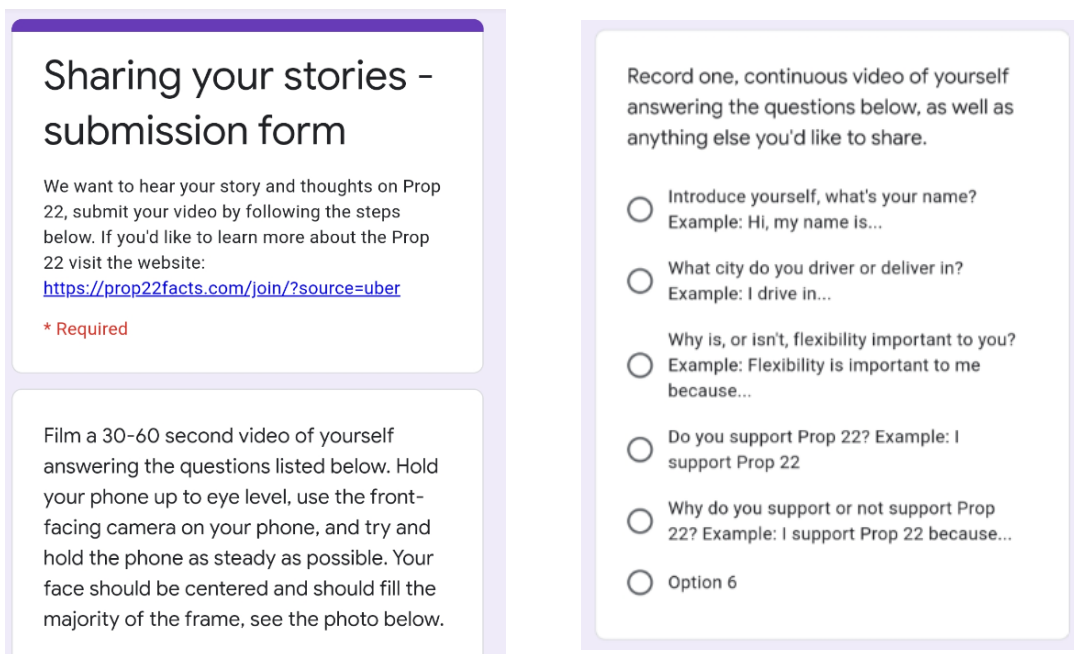 Sharing your stories -
submission form
We want to hear your story and thoughts on Prop
22, submit your video by following the steps
below. If you'd like to learn more about the Prop
22 visit the website:
https://prop22facts.com/join/?source=uber
* Required
Film a 30-60 second video of yourself
answering the questions listed below. Hold
your phone up to eye level, use the front-
facing camera on your phone, and try and
hold the phone as steady as possible. Your
face should be centered and should fill the
majority of the frame, see the photo below.
Record one, continuous video of yourself
answering the questions below, as well as
anything else you'd like to share.
Introduce yourself, what's your name?
Example: Hi, my name is...
What city do you driver or deliver in?
Example: I drive in...
Why is, or isn't, flexibility important to you?
Example: Flexibility is important to me
because...
Do you support Prop 22? Example: I
support Prop 22
Why do you support or not support Prop
22? Example: I support Prop 22 because...
Option 6